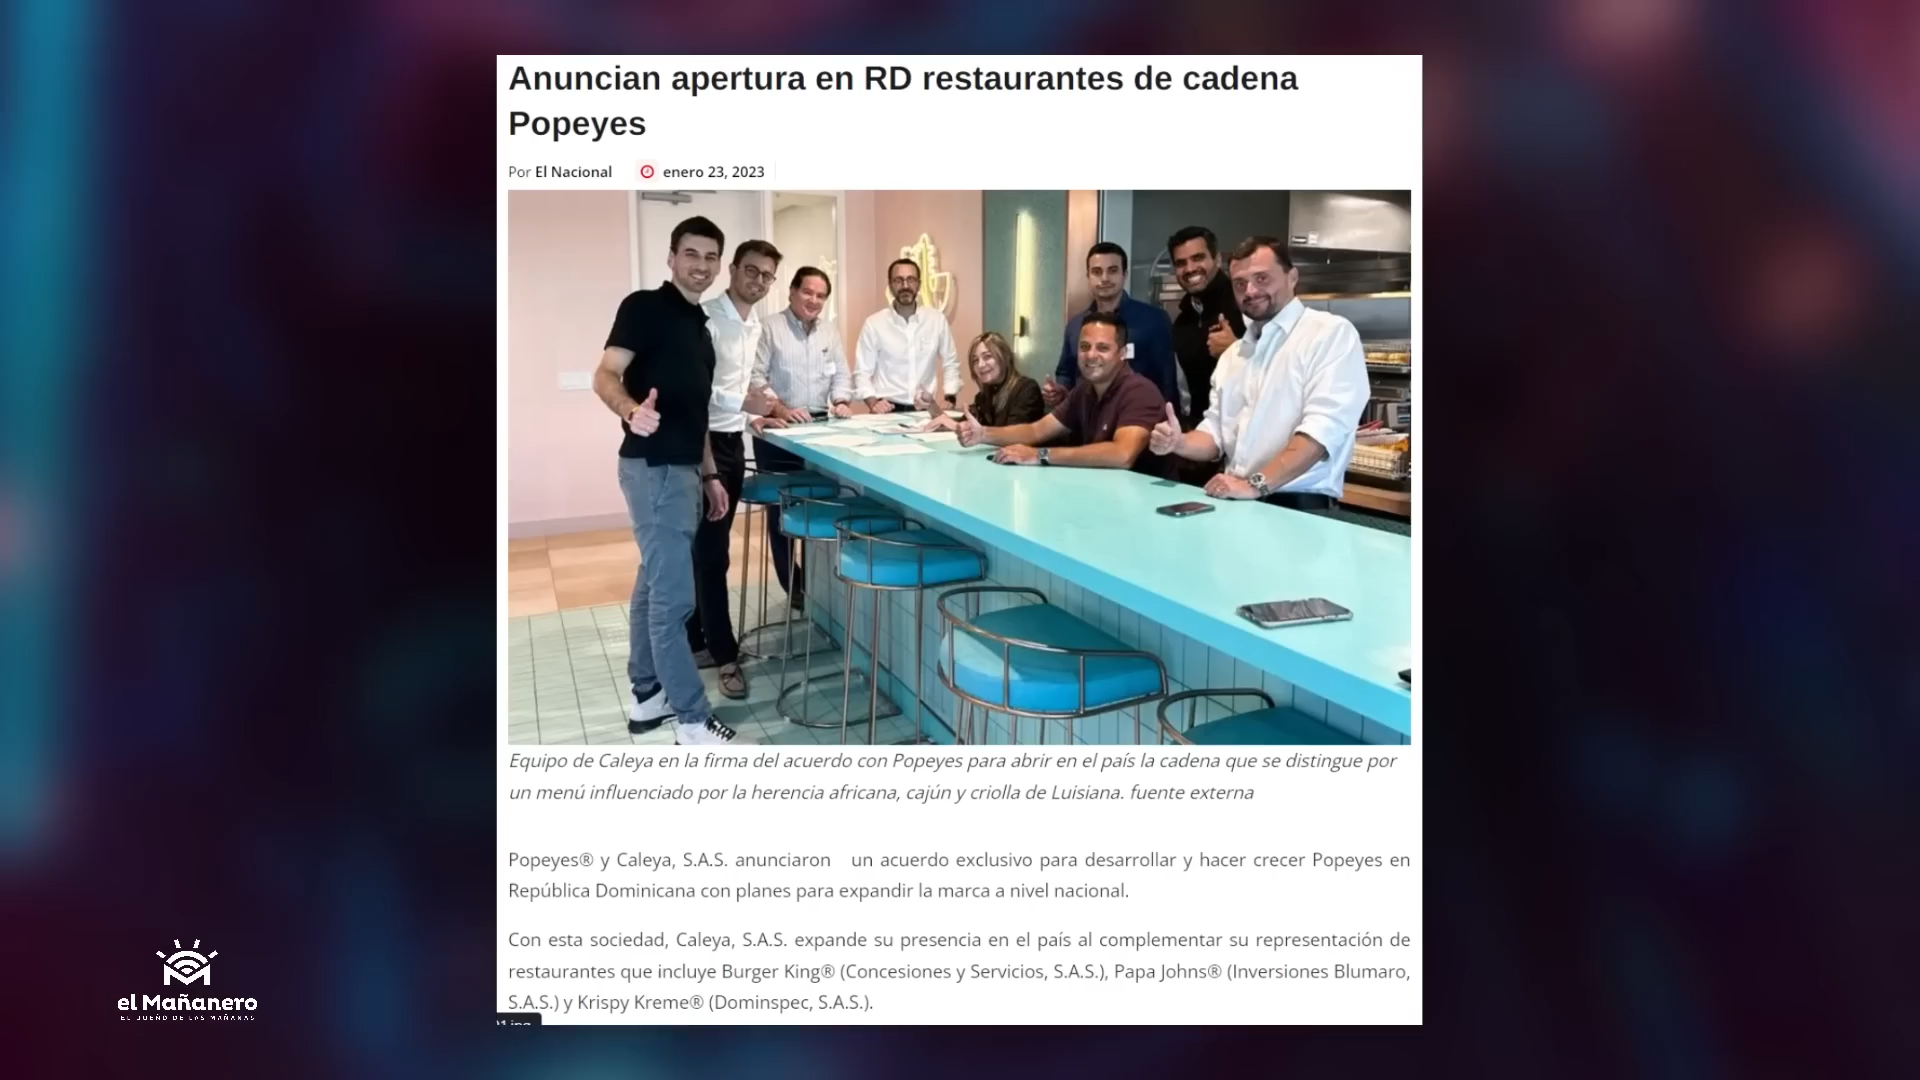 Anuncian apertura en RD restaurantes de cadena
Popeyes
Por El Nacional enero 23, 2023
Equipo de Caleya en la firma del acuerdo con Popeyes para abrir en el país la cadena que se distingue por
un menú influenciado por la herencia africana, cajún y criolla de Luisiana. fuente externa
Popeyes® y Caleya, S.A.S. anunciaron un acuerdo exclusivo para desarrollar y hacer crecer Popeyes en
República Dominicana con planes para expandir la marca a nivel nacional.
Con esta sociedad, Caleya, S.A.S. expande su presencia en el país al complementar su representación de
restaurantes que incluye Burger King® (Concesiones y Servicios, S.A.S.), Papa Johns® (Inversiones Blumaro,
S.A.S.) y Krispy Kreme® (Dominspec, S.A.S.).
el Mañanero
EL DUEÑO DE LAS MAÑANAS